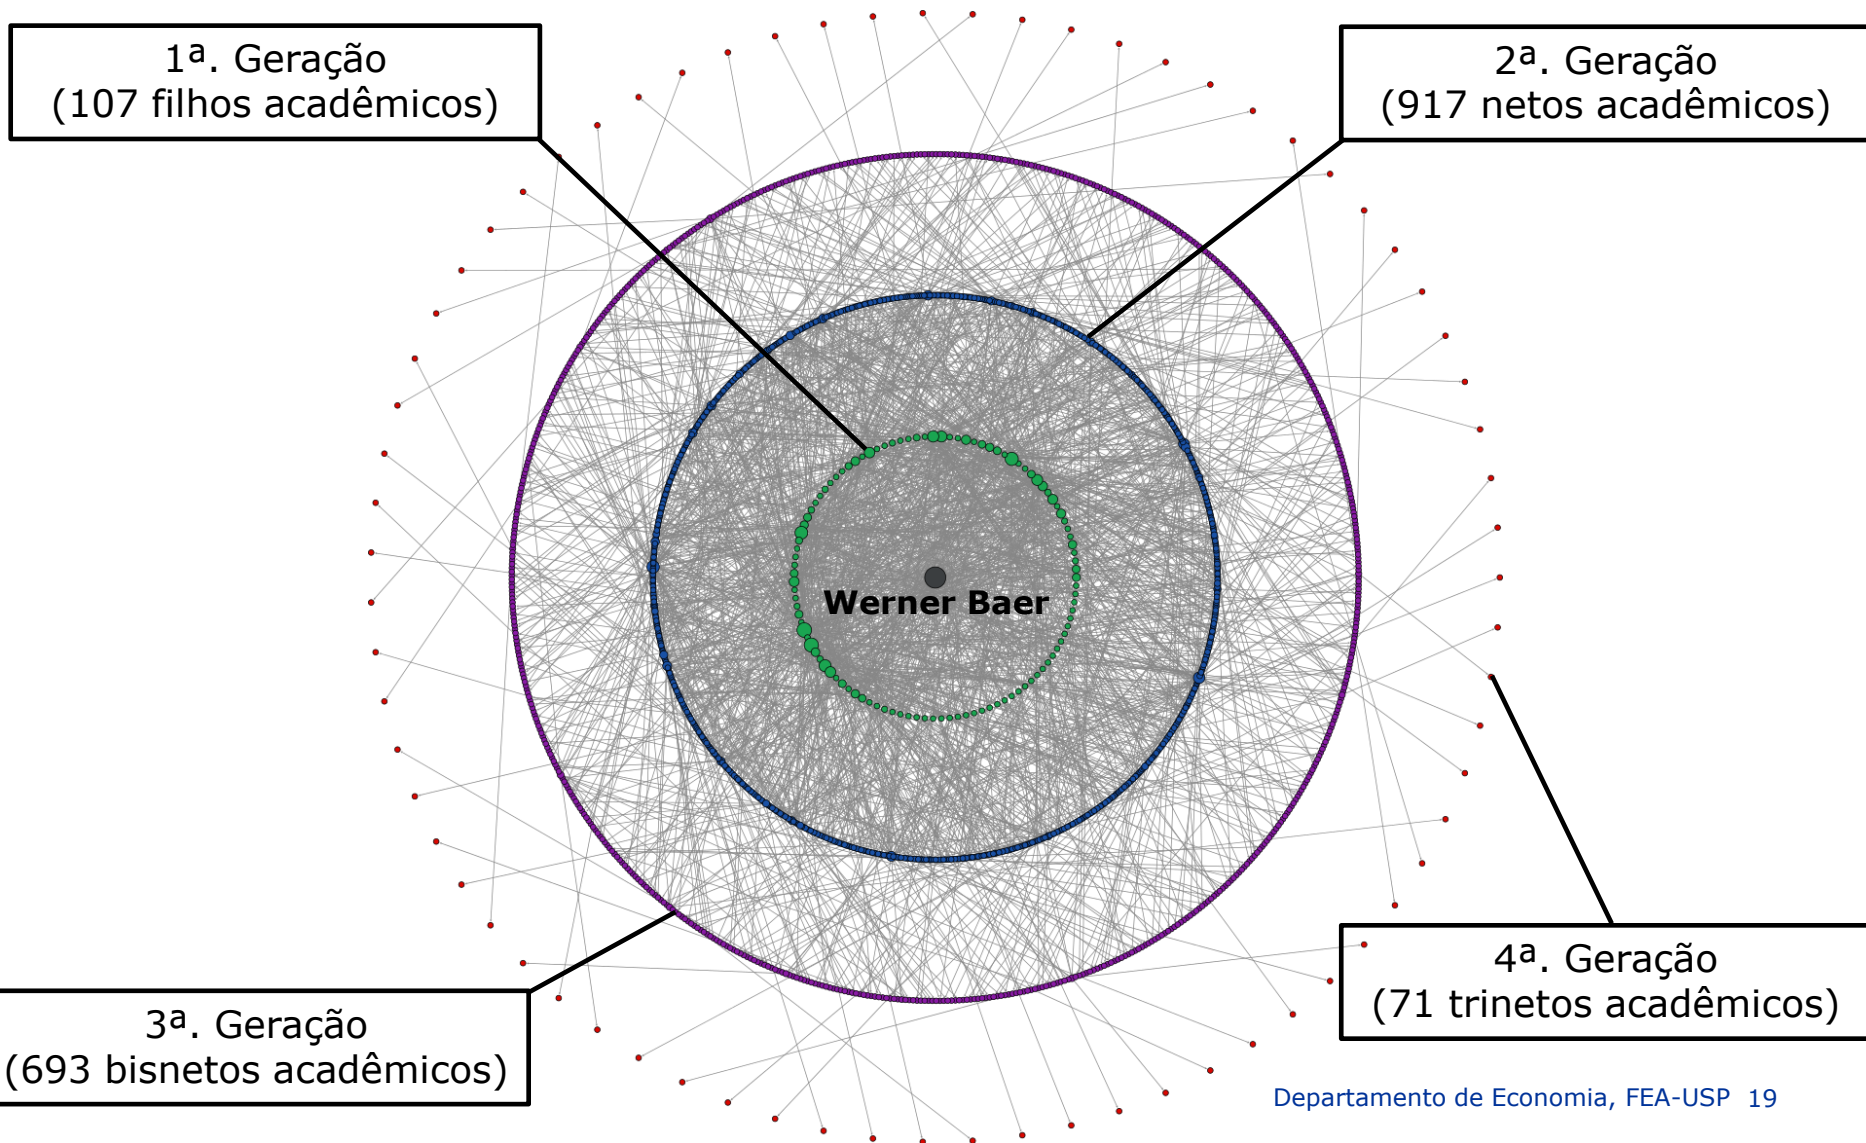 1ª. Geração
(107 filhos acadêmicos)
2ª. Geração
(917 netos acadêmicos)
Werner Baer
3ª. Geração
(693 bisnetos acadêmicos)
4ª. Geração
(71 trinetos acadêmicos)
Departamento de Economia, FEA-USP 19